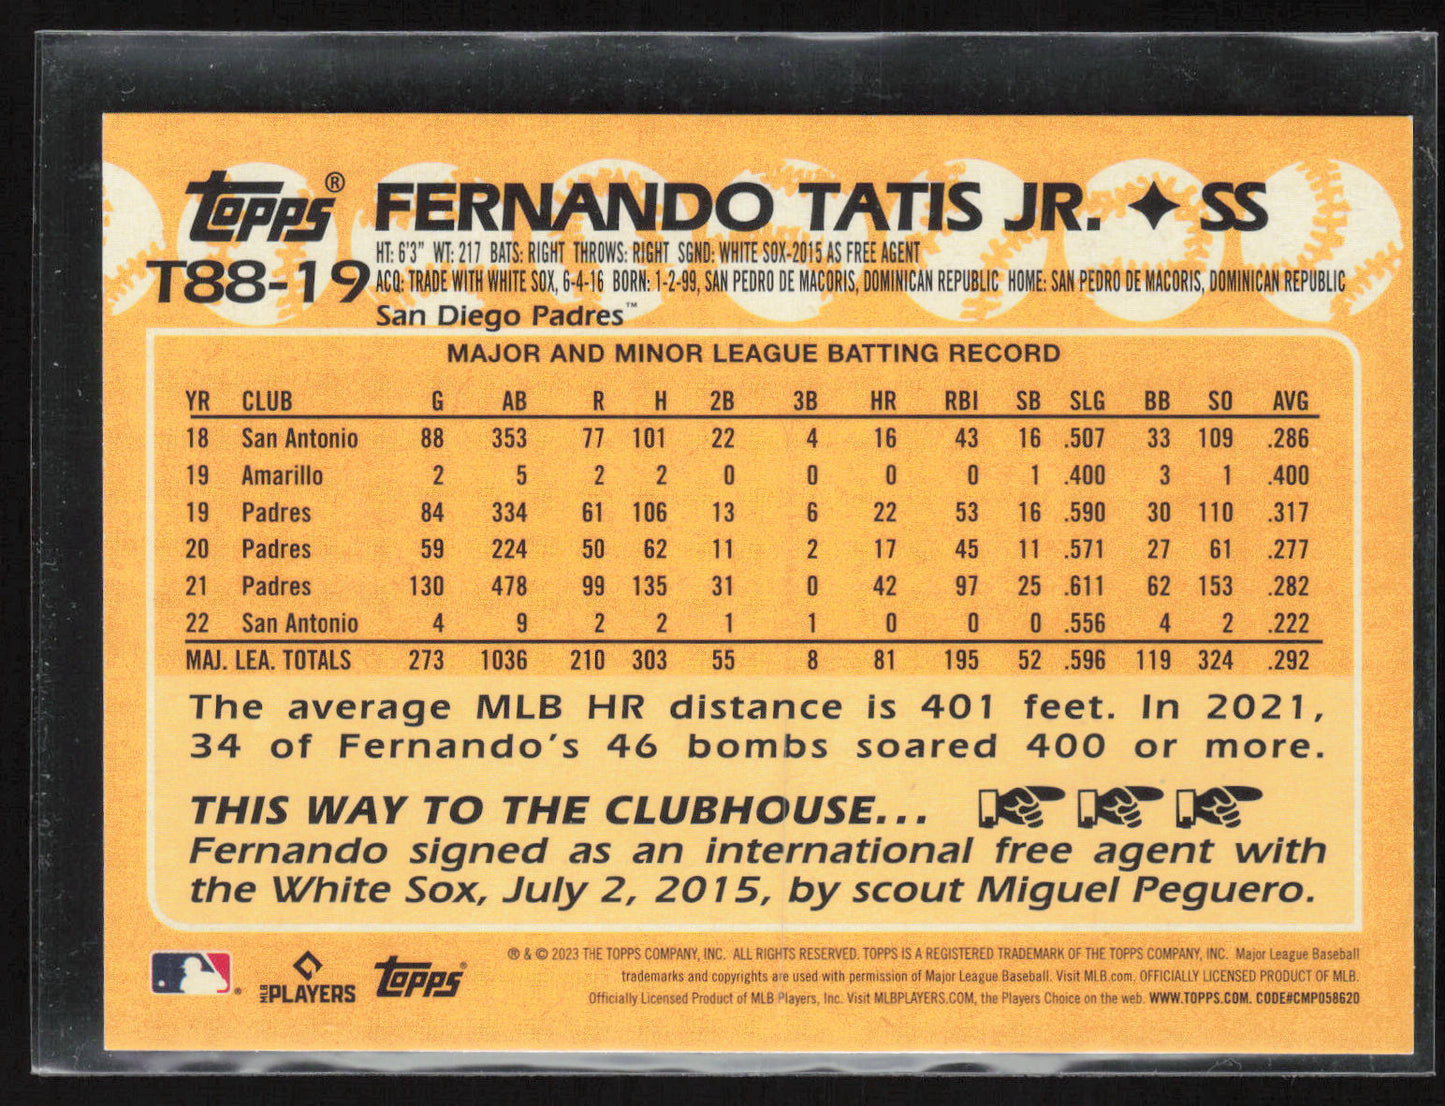 Topps® FERNANDO TATIS JR. ✦ SS
HT: 6'3" WT: 217 BATS: RIGHT THROWS: RIGHT SGND: WHITE SOX-2015 AS FREE AGENT
T88-19 ACQ: TRADE WITH WHITE SOX, 6-4-16 BORN: 1-2-99, SAN PEDRO DE MACORIS, DOMINICAN REPUBLIC HOME: SAN PEDRO DE MACORIS, DOMINICAN REPUBLIC
San Diego Padres™
MAJOR AND MINOR LEAGUE BATTING RECORD
YR CLUB G AB R H 2B 3B HR RBI SB SLG BB SO AVG
18 San Antonio 88 353 77 101 22 4 16 43 16 .507 33 109 .286
19 Amarillo 2 5 2 2 0 0 0 0 1 .400 3 1 .400
19 Padres 84 334 61 106 13 6 22 53 16 .590 30 110 .317
20 Padres 59 224 50 62 11 2 17 45 11 .571 27 61 .277
21 Padres 130 478 99 135 31 0 42 97 25 .611 62 153 .282
22 San Antonio 4 9 2 2 1 1 0 0 0 .556 4 2 .222
MAJ. LEA. TOTALS 273 1036 210 303 55 8 81 195 52 .596 119 324 .292
The average MLB HR distance is 401 feet. In 2021,
34 of Fernando's 46 bombs soared 400 or more.
THIS WAY TO THE CLUBHOUSE...
Fernando signed as an international free agent with
the White Sox, July 2, 2015, by scout Miguel Peguero.
® & © 2023 THE TOPPS COMPANY, INC. ALL RIGHTS RESERVED. TOPPS IS A REGISTERED TRADEMARK OF THE TOPPS COMPANY, INC. Major League Baseball
trademarks and copyrights are used with permission of Major League Baseball. Visit MLB.com. OFFICIALLY LICENSED PRODUCT OF MLB.
Officially Licensed Product of MLB Players, Inc. Visit MLBPLAYERS.COM, the Players Choice on the web. WWW.TOPPS.COM. CODE#CMP058620
MLB PLAYERS Topps®